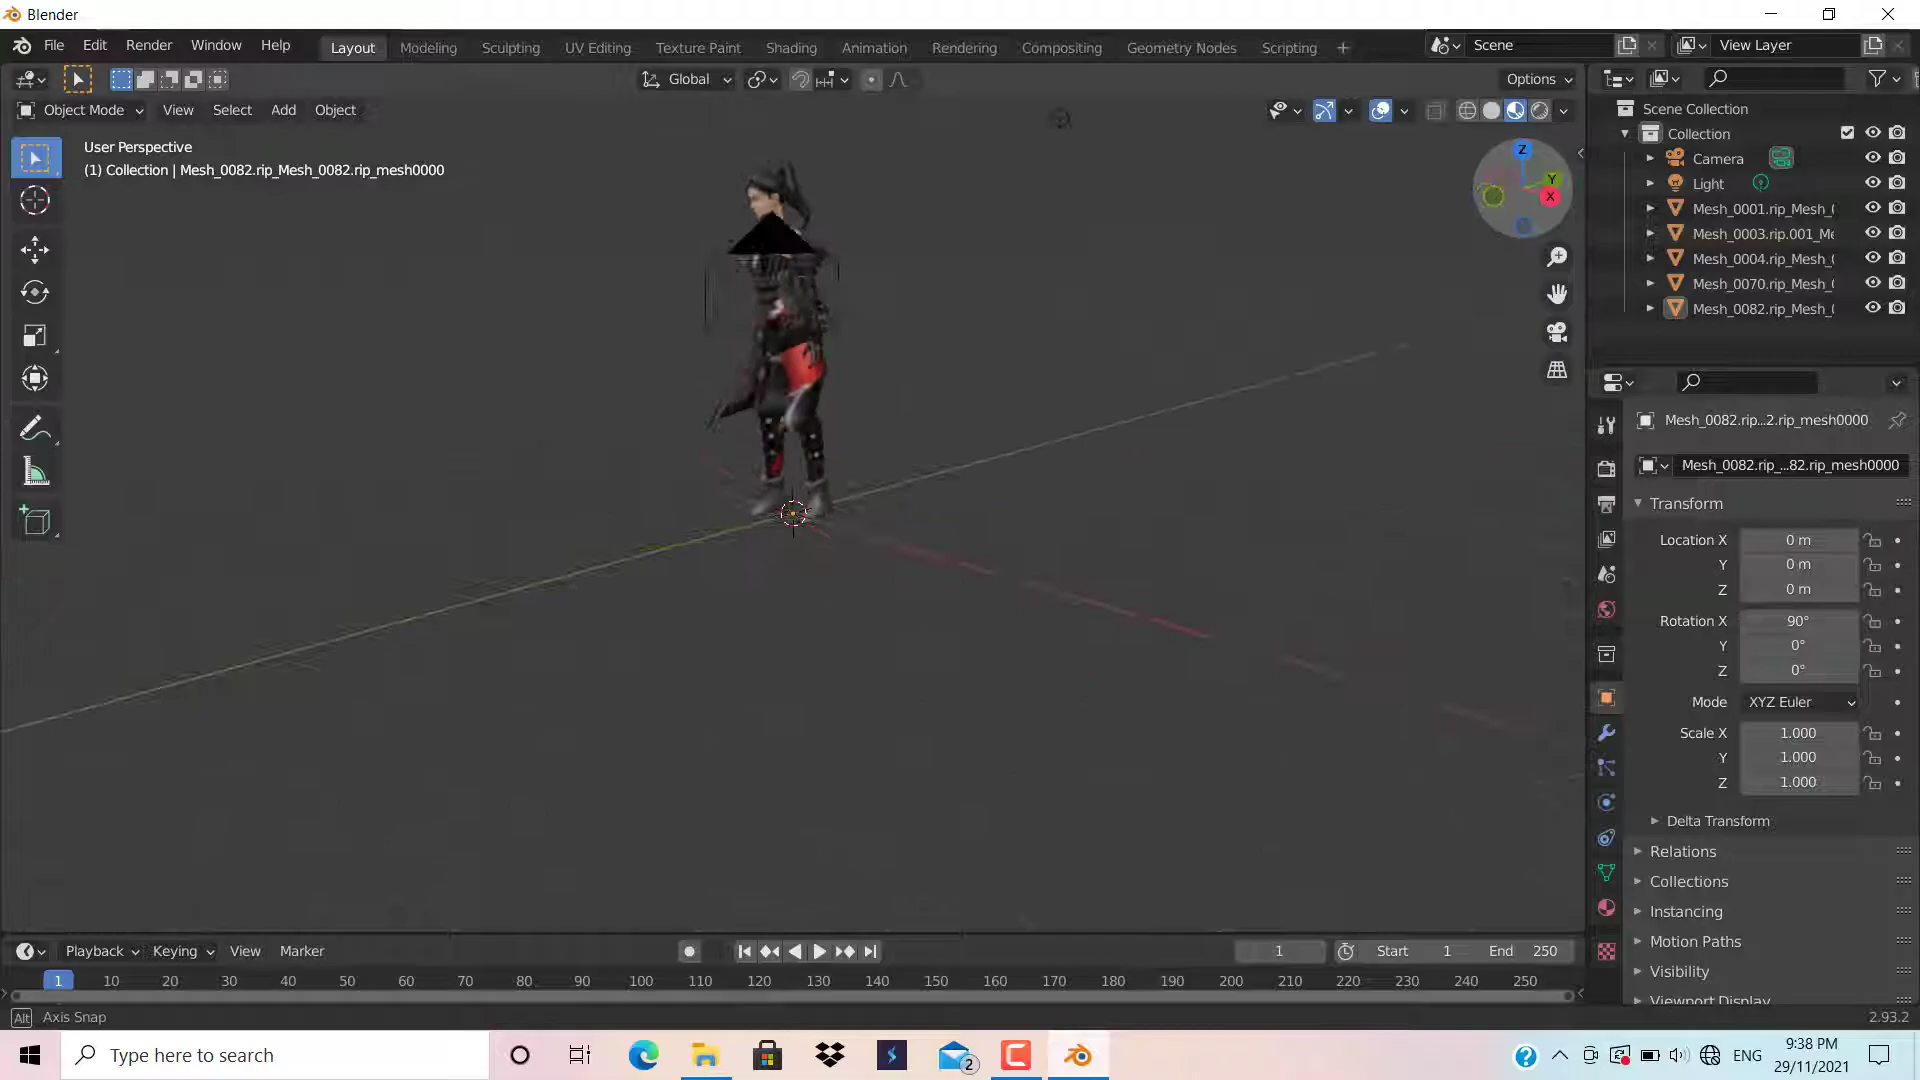 Blender
File Edit Render Window Help Layout Modeling Sculpting UV Editing Texture Paint Shading Animation Rendering Compositing Geometry Nodes Scripting + Scene View Layer
Global Options
Object Mode View Select Add Object
User Perspective
(1) Collection | Mesh_0082.rip_Mesh_0082.rip_mesh0000
Z
Y
X
Scene Collection
Collection
Camera
Light
Mesh_0001.rip_Mesh_(
Mesh_0003.rip.001_Me
Mesh_0004.rip_Mesh_(
Mesh_0070.rip_Mesh_(
Mesh_0082.rip_Mesh_(
Mesh_0082.rip...2.rip_mesh0000
Mesh_0082.rip_...82.rip_mesh0000
Transform
Location X 0 m
Y 0 m
Z 0 m
Rotation X 90°
Y 0°
Z 0°
Mode XYZ Euler
Scale X 1.000
Y 1.000
Z 1.000
Delta Transform
Relations
Collections
Instancing
Motion Paths
Visibility
Viewport Display
Playback Keying View Marker 1 Start 1 End 250
1 10 20 30 40 50 60 70 80 90 100 110 120 130 140 150 160 170 180 190 200 210 220 230 240 250
Alt Axis Snap 2.93.2
Type here to search 2 ENG 9:38 PM
29/11/2021